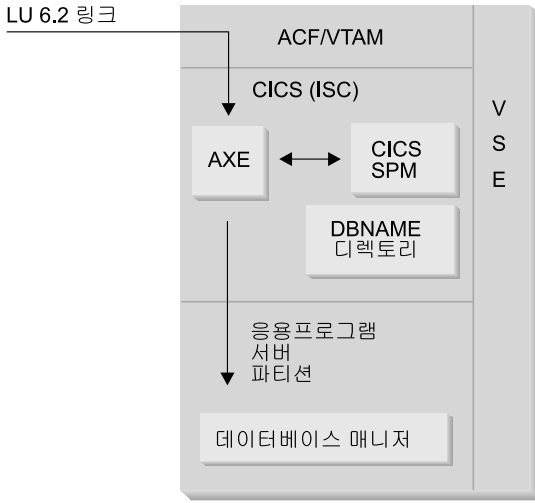 LU 6.2 링크
ACF/VTAM
CICS (ISC)
AXE
CICS
SPM
DBNAME
디렉토리
응용프로그램
서버
파티션
데이터베이스 매니저
V
S
E